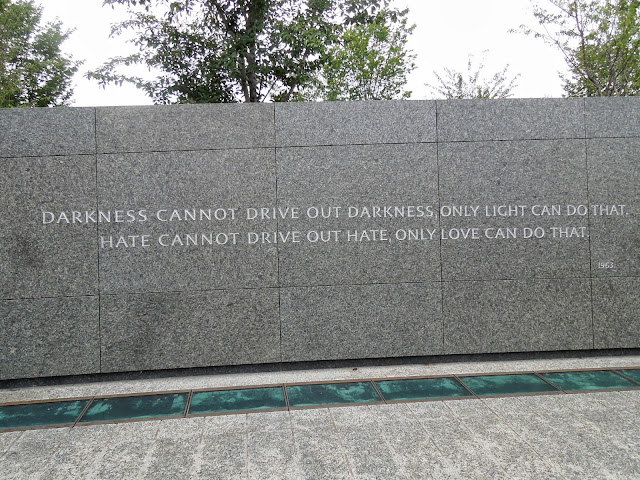 DARKNESS CANNOT DRIVE OUT DARKNESS, ONLY LIGHT CAN DO THAT.
HATE CANNOT DRIVE OUT HATE, ONLY LOVE CAN DO THAT.
1963.